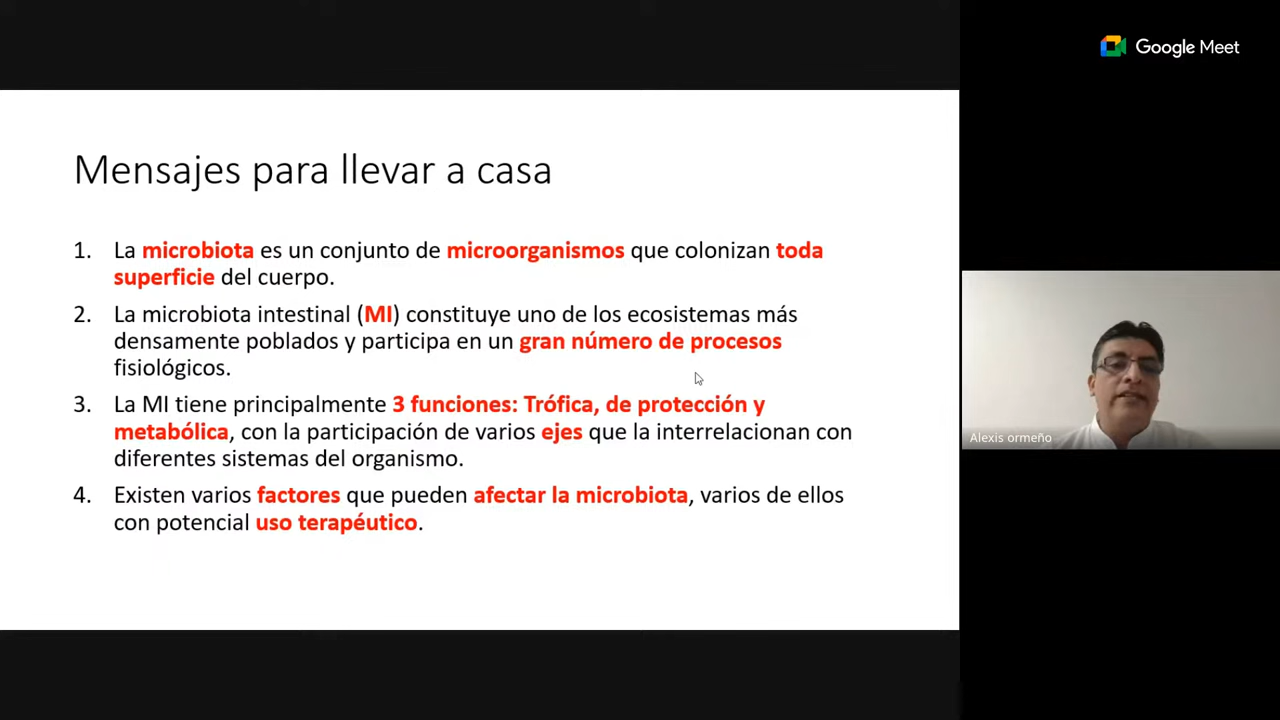 Google Meet
Mensajes para llevar a casa
1. La microbiota es un conjunto de microorganismos que colonizan toda
superficie del cuerpo.
2. La microbiota intestinal (MI) constituye uno de los ecosistemas más
densamente poblados y participa en un gran número de procesos
fisiológicos.
3. La MI tiene principalmente 3 funciones: Trófica, de protección y
metabólica, con la participación de varios ejes que la interrelacionan con
diferentes sistemas del organismo.
4. Existen varios factores que pueden afectar la microbiota, varios de ellos
con potencial uso terapéutico.
Alexis ormeño